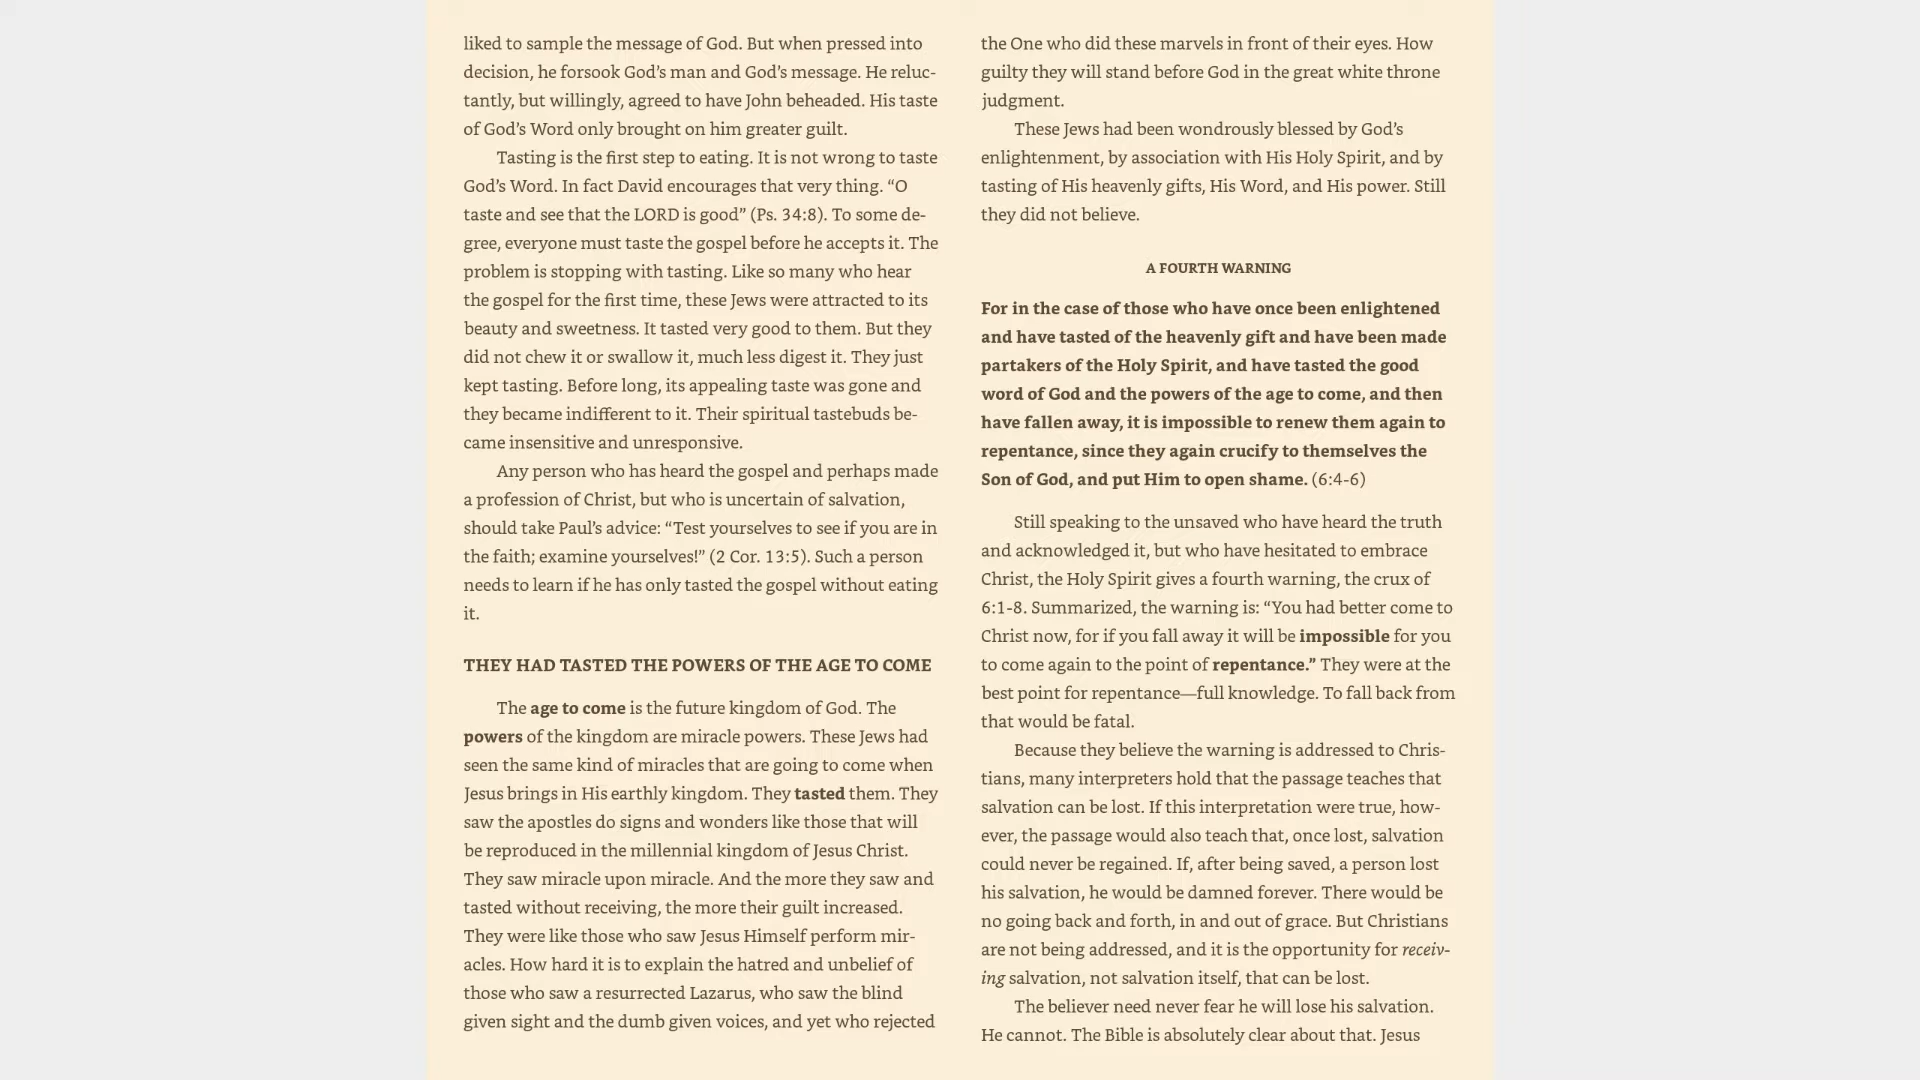 liked to sample the message of God. But when pressed into
decision, he forsook God’s man and God’s message. He reluc-
tantly, but willingly, agreed to have John beheaded. His taste
of God’s Word only brought on him greater guilt.
Tasting is the first step to eating. It is not wrong to taste
God’s Word. In fact David encourages that very thing. “O
taste and see that the LORD is good” (Ps. 34:8). To some de-
gree, everyone must taste the gospel before he accepts it. The
problem is stopping with tasting. Like so many who hear
the gospel for the first time, these Jews were attracted to its
beauty and sweetness. It tasted very good to them. But they
did not chew it or swallow it, much less digest it. They just
kept tasting. Before long, its appealing taste was gone and
they became indifferent to it. Their spiritual tastebuds be-
came insensitive and unresponsive.
Any person who has heard the gospel and perhaps made
a profession of Christ, but who is uncertain of salvation,
should take Paul’s advice: “Test yourselves to see if you are in
the faith; examine yourselves!” (2 Cor. 13:5). Such a person
needs to learn if he has only tasted the gospel without eating
it.
THEY HAD TASTED THE POWERS OF THE AGE TO COME
The age to come is the future kingdom of God. The
powers of the kingdom are miracle powers. These Jews had
seen the same kind of miracles that are going to come when
Jesus brings in His earthly kingdom. They tasted them. They
saw the apostles do signs and wonders like those that will
be reproduced in the millennial kingdom of Jesus Christ.
They saw miracle upon miracle. And the more they saw and
tasted without receiving, the more their guilt increased.
They were like those who saw Jesus Himself perform mir-
acles. How hard it is to explain the hatred and unbelief of
those who saw a resurrected Lazarus, who saw the blind
given sight and the dumb given voices, and yet who rejected
the One who did these marvels in front of their eyes. How
guilty they will stand before God in the great white throne
judgment.
These Jews had been wondrously blessed by God’s
enlightenment, by association with His Holy Spirit, and by
tasting of His heavenly gifts, His Word, and His power. Still
they did not believe.
A FOURTH WARNING
For in the case of those who have once been enlightened
and have tasted of the heavenly gift and have been made
partakers of the Holy Spirit, and have tasted the good
word of God and the powers of the age to come, and then
have fallen away, it is impossible to renew them again to
repentance, since they again crucify to themselves the
Son of God, and put Him to open shame. (6:4-6)
Still speaking to the unsaved who have heard the truth
and acknowledged it, but who have hesitated to embrace
Christ, the Holy Spirit gives a fourth warning, the crux of
6:1-8. Summarized, the warning is: “You had better come to
Christ now, for if you fall away it will be impossible for you
to come again to the point of repentance.” They were at the
best point for repentance—full knowledge. To fall back from
that would be fatal.
Because they believe the warning is addressed to Chris-
tians, many interpreters hold that the passage teaches that
salvation can be lost. If this interpretation were true, how-
ever, the passage would also teach that, once lost, salvation
could never be regained. If, after being saved, a person lost
his salvation, he would be damned forever. There would be
no going back and forth, in and out of grace. But Christians
are not being addressed, and it is the opportunity for receiv-
ing salvation, not salvation itself, that can be lost.
The believer need never fear he will lose his salvation.
He cannot. The Bible is absolutely clear about that. Jesus